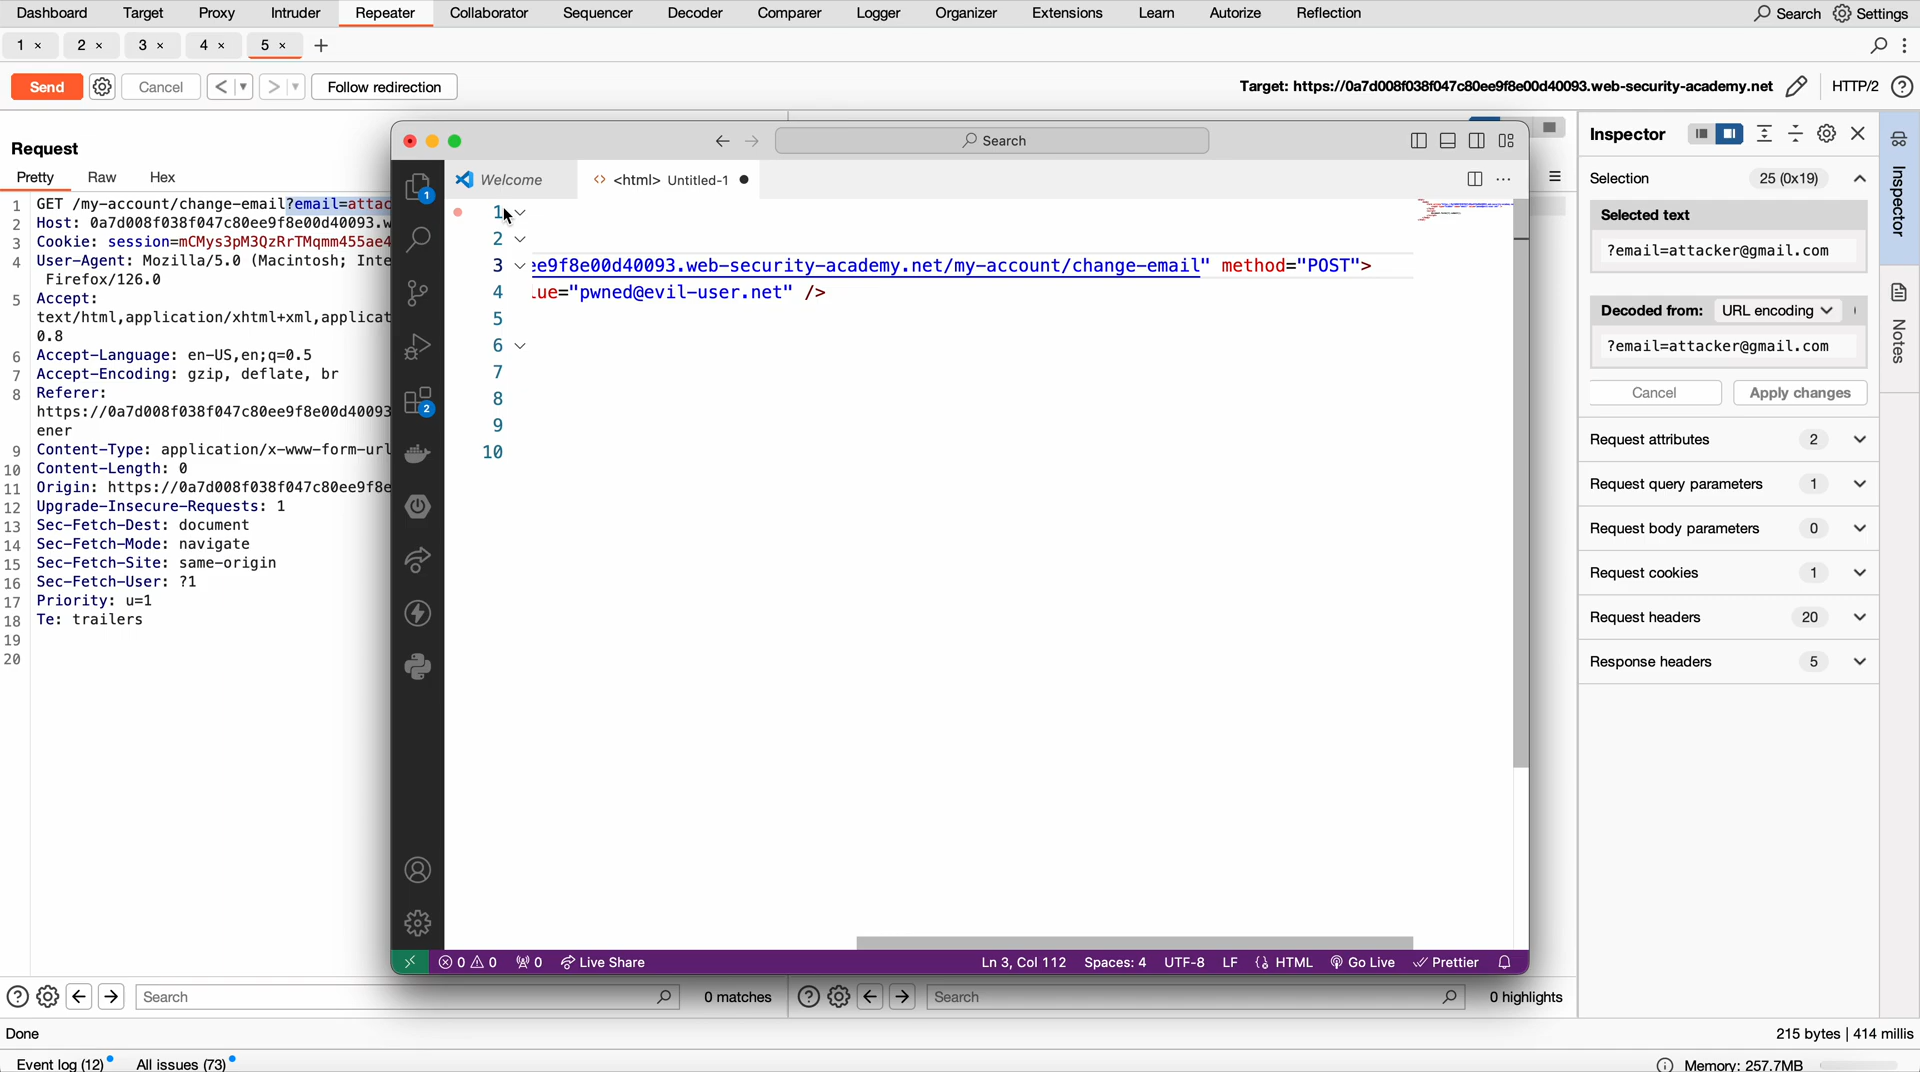 Dashboard Target Proxy Intruder Repeater Collaborator Sequencer Decoder Comparer Logger Organizer Extensions Learn Autorize Reflection Search Settings
1 × 2 × 3 × 4 × 5 × +
Send Cancel < > Follow redirection Target: https://0a7d008f038f047c80ee9f8e00d40093.web-security-academy.net HTTP/2
Request
Pretty Raw Hex
1 GET /my-account/change-email?email=attac
2 Host: 0a7d008f038f047c80ee9f8e00d40093.w
3 Cookie: session=mCMys3pM3QzRrTMqmm455ae4
4 User-Agent: Mozilla/5.0 (Macintosh; Inte
Firefox/126.0
5 Accept:
text/html,application/xhtml+xml,applicat
0.8
6 Accept-Language: en-US,en;q=0.5
7 Accept-Encoding: gzip, deflate, br
8 Referer:
https://0a7d008f038f047c80ee9f8e00d40093
ener
9 Content-Type: application/x-www-form-url
10 Content-Length: 0
11 Origin: https://0a7d008f038f047c80ee9f8e
12 Upgrade-Insecure-Requests: 1
13 Sec-Fetch-Dest: document
14 Sec-Fetch-Mode: navigate
15 Sec-Fetch-Site: same-origin
16 Sec-Fetch-User: ?1
17 Priority: u=1
18 Te: trailers
19
20
Search
Welcome <> <html> Untitled-1
1
2
3 ee9f8e00d40093.web-security-academy.net/my-account/change-email" method="POST">
4 lue="pwned@evil-user.net" />
5
6
7
8
9
10
1
2
0 0 0 Live Share Ln 3, Col 112 Spaces: 4 UTF-8 LF HTML Go Live Prettier
Inspector
Selection 25 (0x19)
Selected text
?email=attacker@gmail.com
Decoded from: URL encoding
?email=attacker@gmail.com
Cancel Apply changes
Request attributes 2
Request query parameters 1
Request body parameters 0
Request cookies 1
Request headers 20
Response headers 5
Inspector
Notes
Search 0 matches Search 0 highlights
Done 215 bytes | 414 millis
Event log (12) All issues (73) Memory: 257.7MB